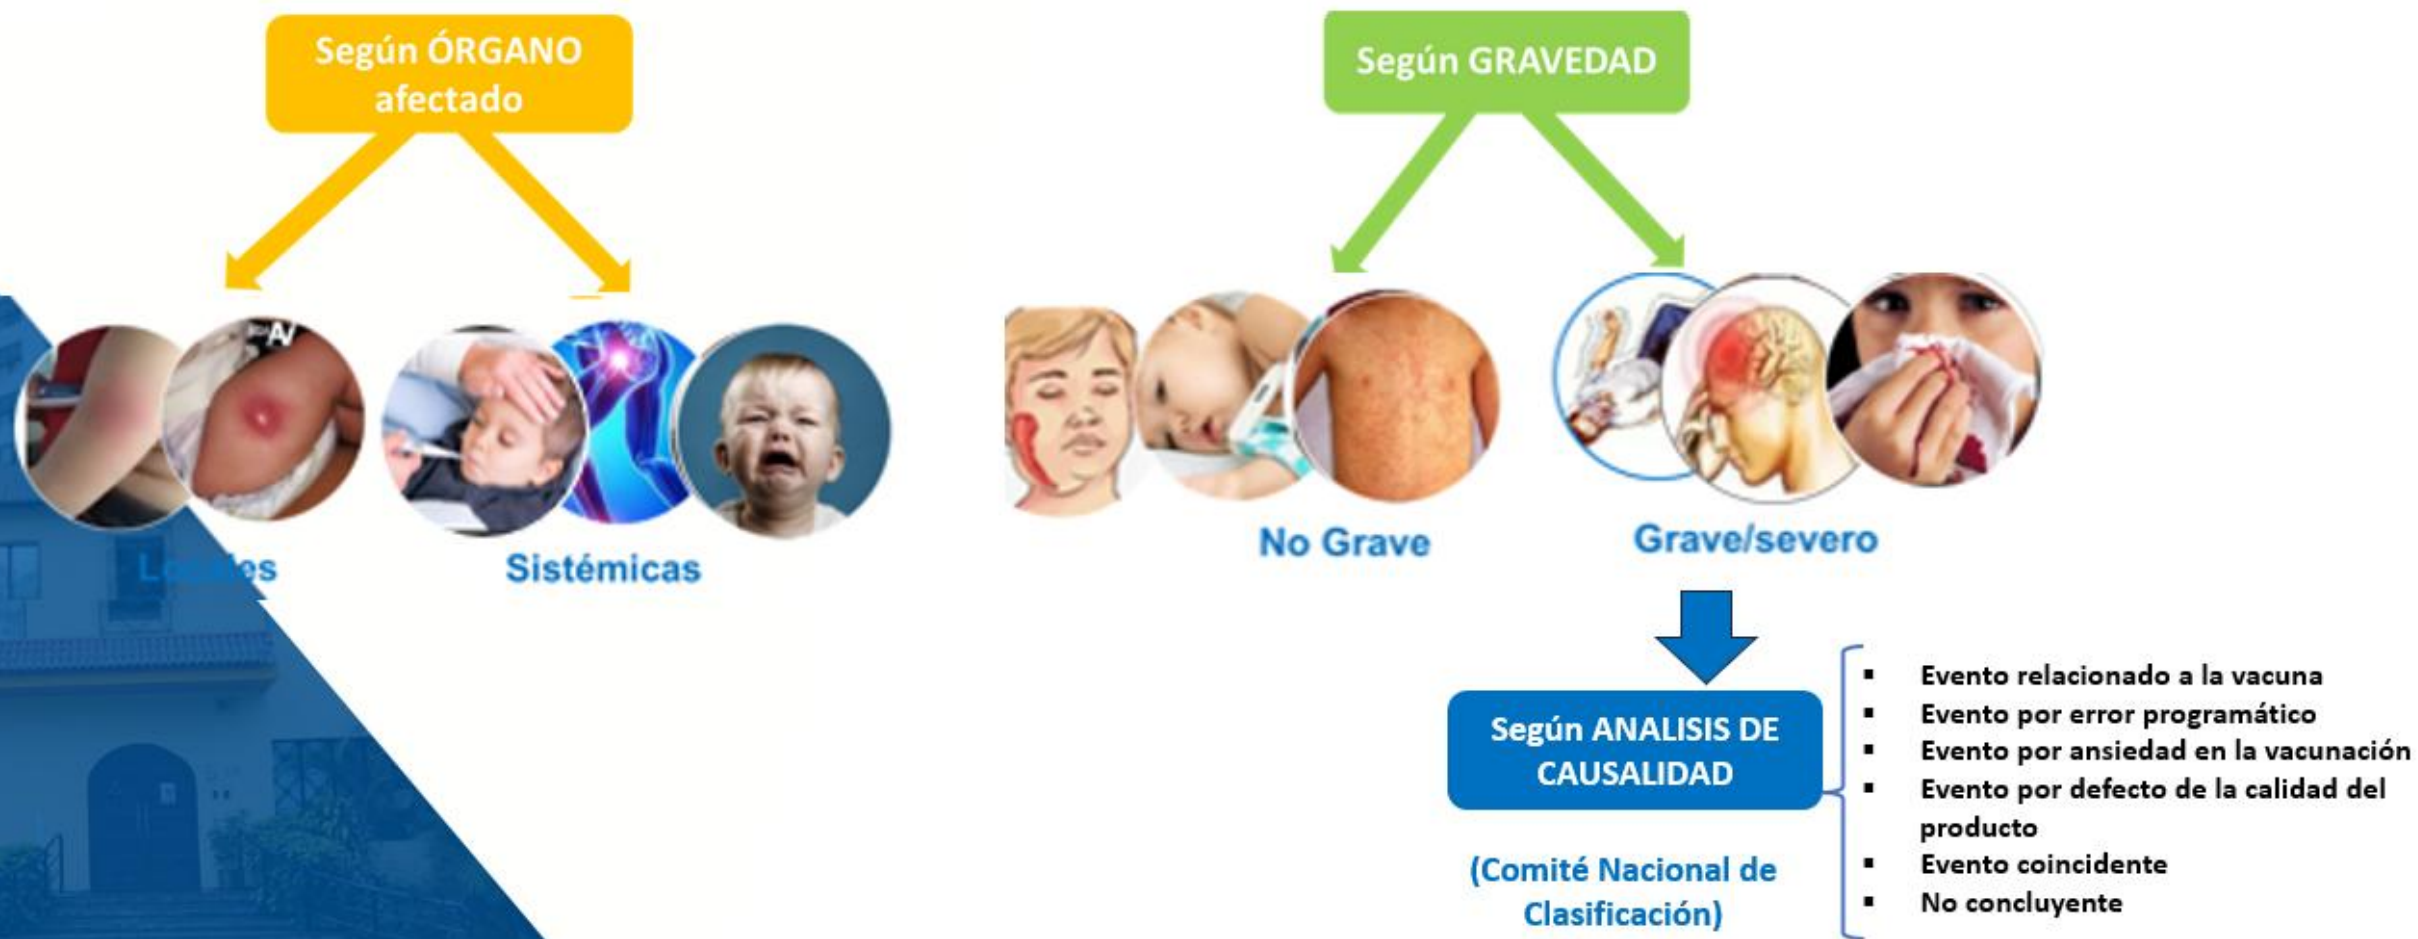 Según ÓRGANO
afectado
Locales
Sistémicas
Según GRAVEDAD
No Grave
Grave/severo
Según ANALISIS DE
CAUSALIDAD
(Comité Nacional de
Clasificación)
▪ Evento relacionado a la vacuna
▪ Evento por error programático
▪ Evento por ansiedad en la vacunación
▪ Evento por defecto de la calidad del
producto
▪ Evento coincidente
▪ No concluyente